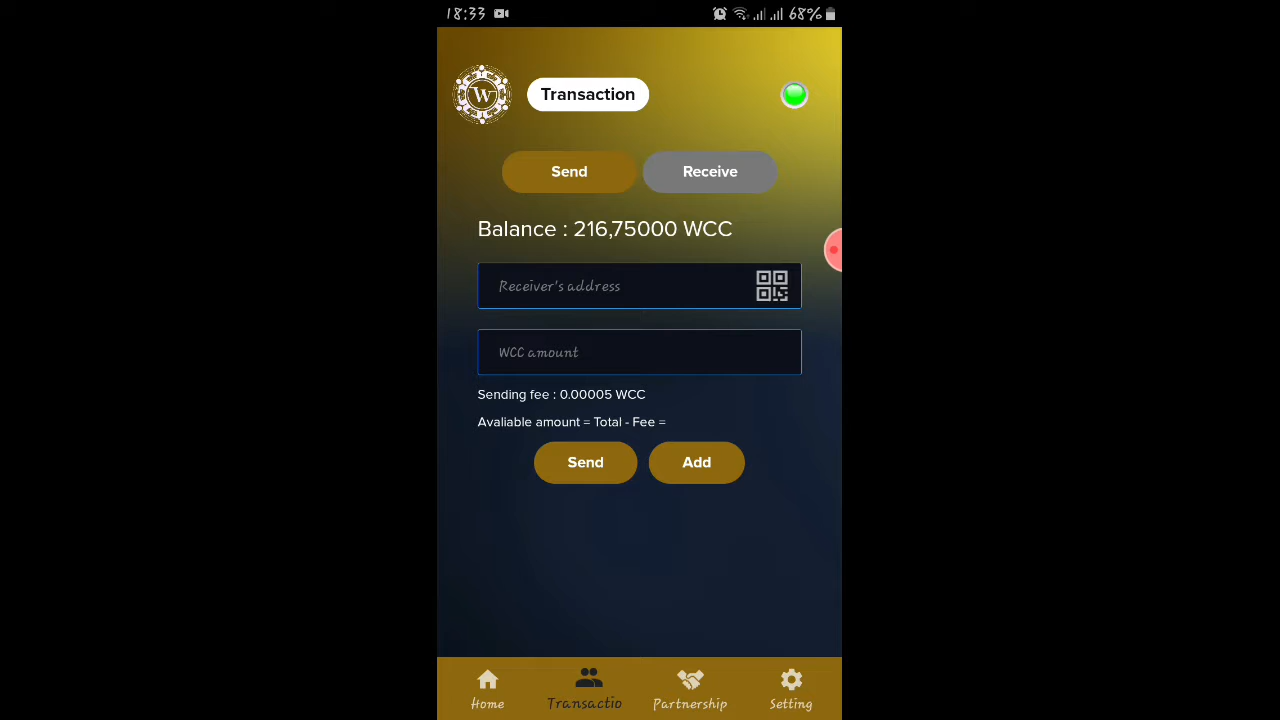 18:33 68%
W Transaction
Send Receive
Balance : 216,75000 WCC
Receiver's address
WCC amount
Sending fee : 0.00005 WCC
Avaliable amount = Total - Fee =
Send Add
Home Transactio Partnership Setting